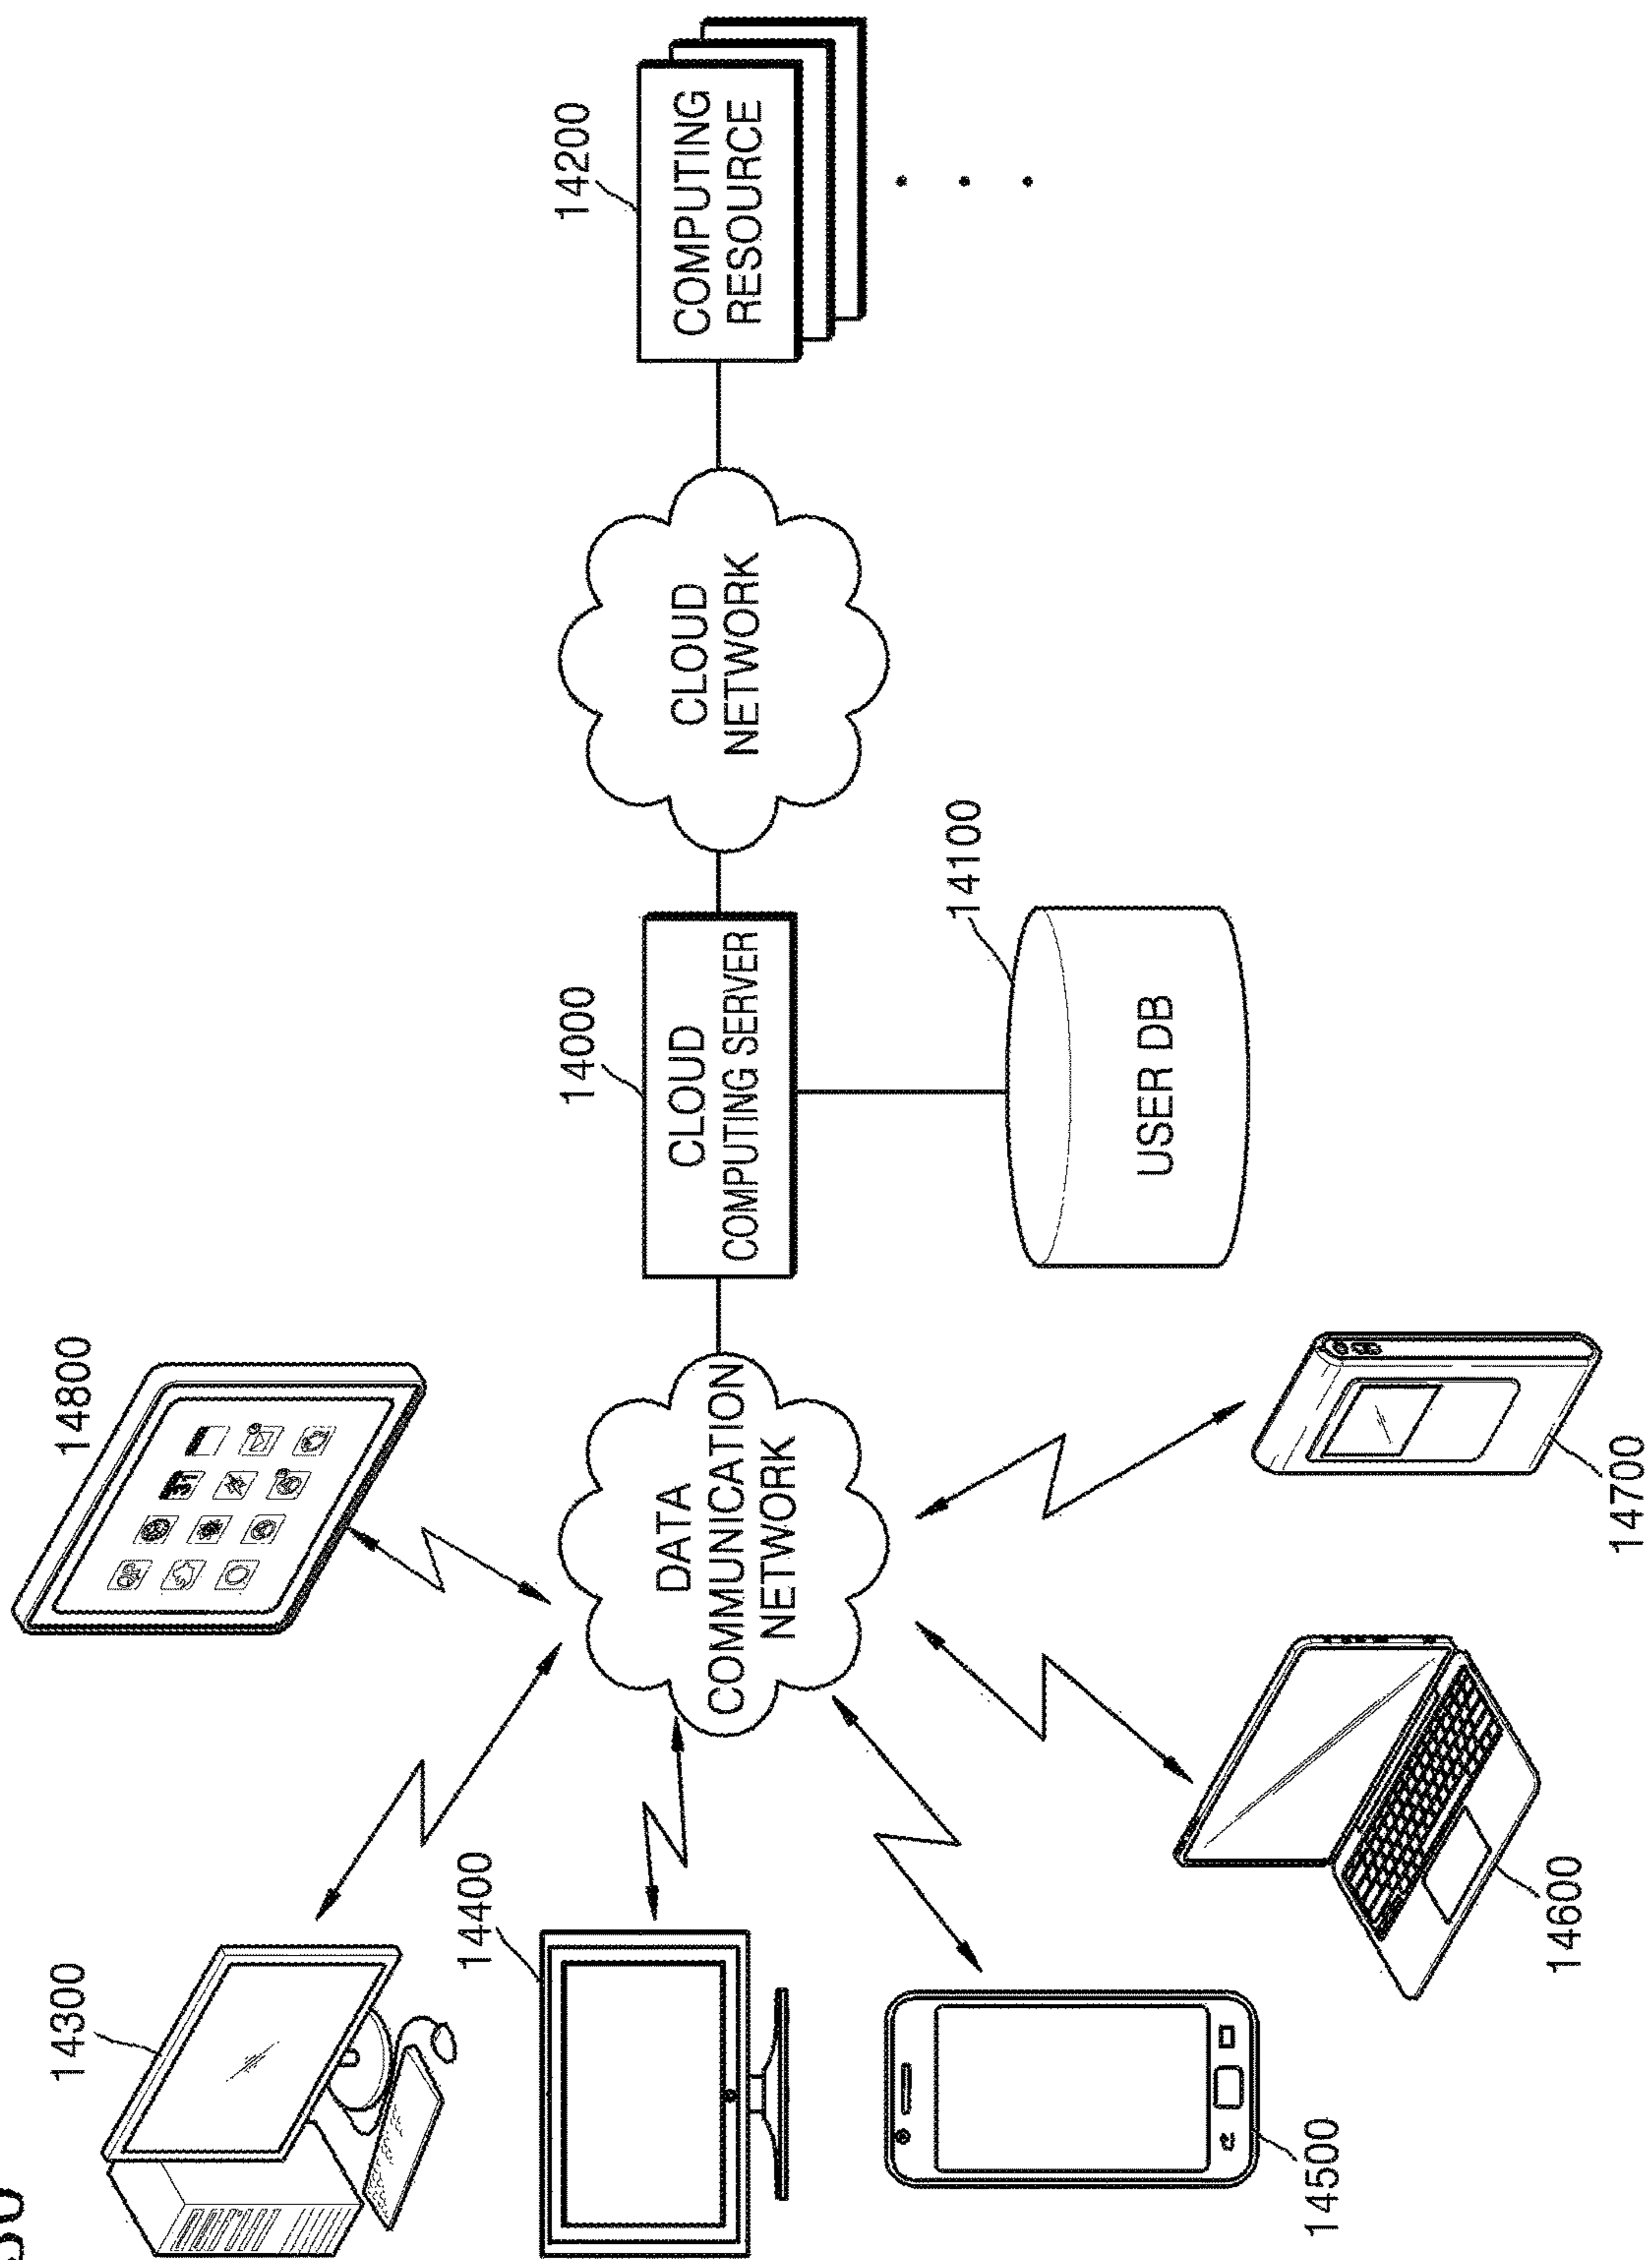 14800
14300
14400
14500
14600
14700
DATA
COMMUNICATION
NETWORK
14000
CLOUD
COMPUTING SERVER
14100
USER DB
CLOUD
NETWORK
14200
COMPUTING
RESOURCE
31